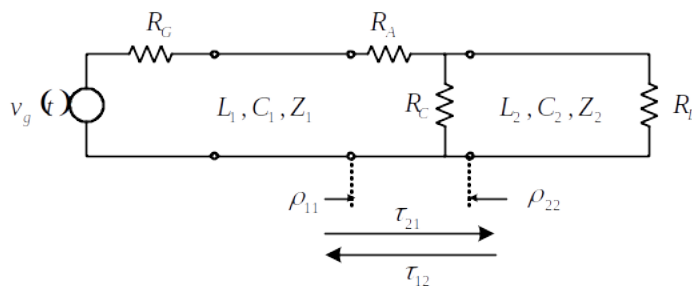 R_G
R_A
v_g (t)
L_1 , C_1 , Z_1
R_C
L_2 , C_2 , Z_2
R_l
ρ_11
ρ_22
τ_21
τ_12